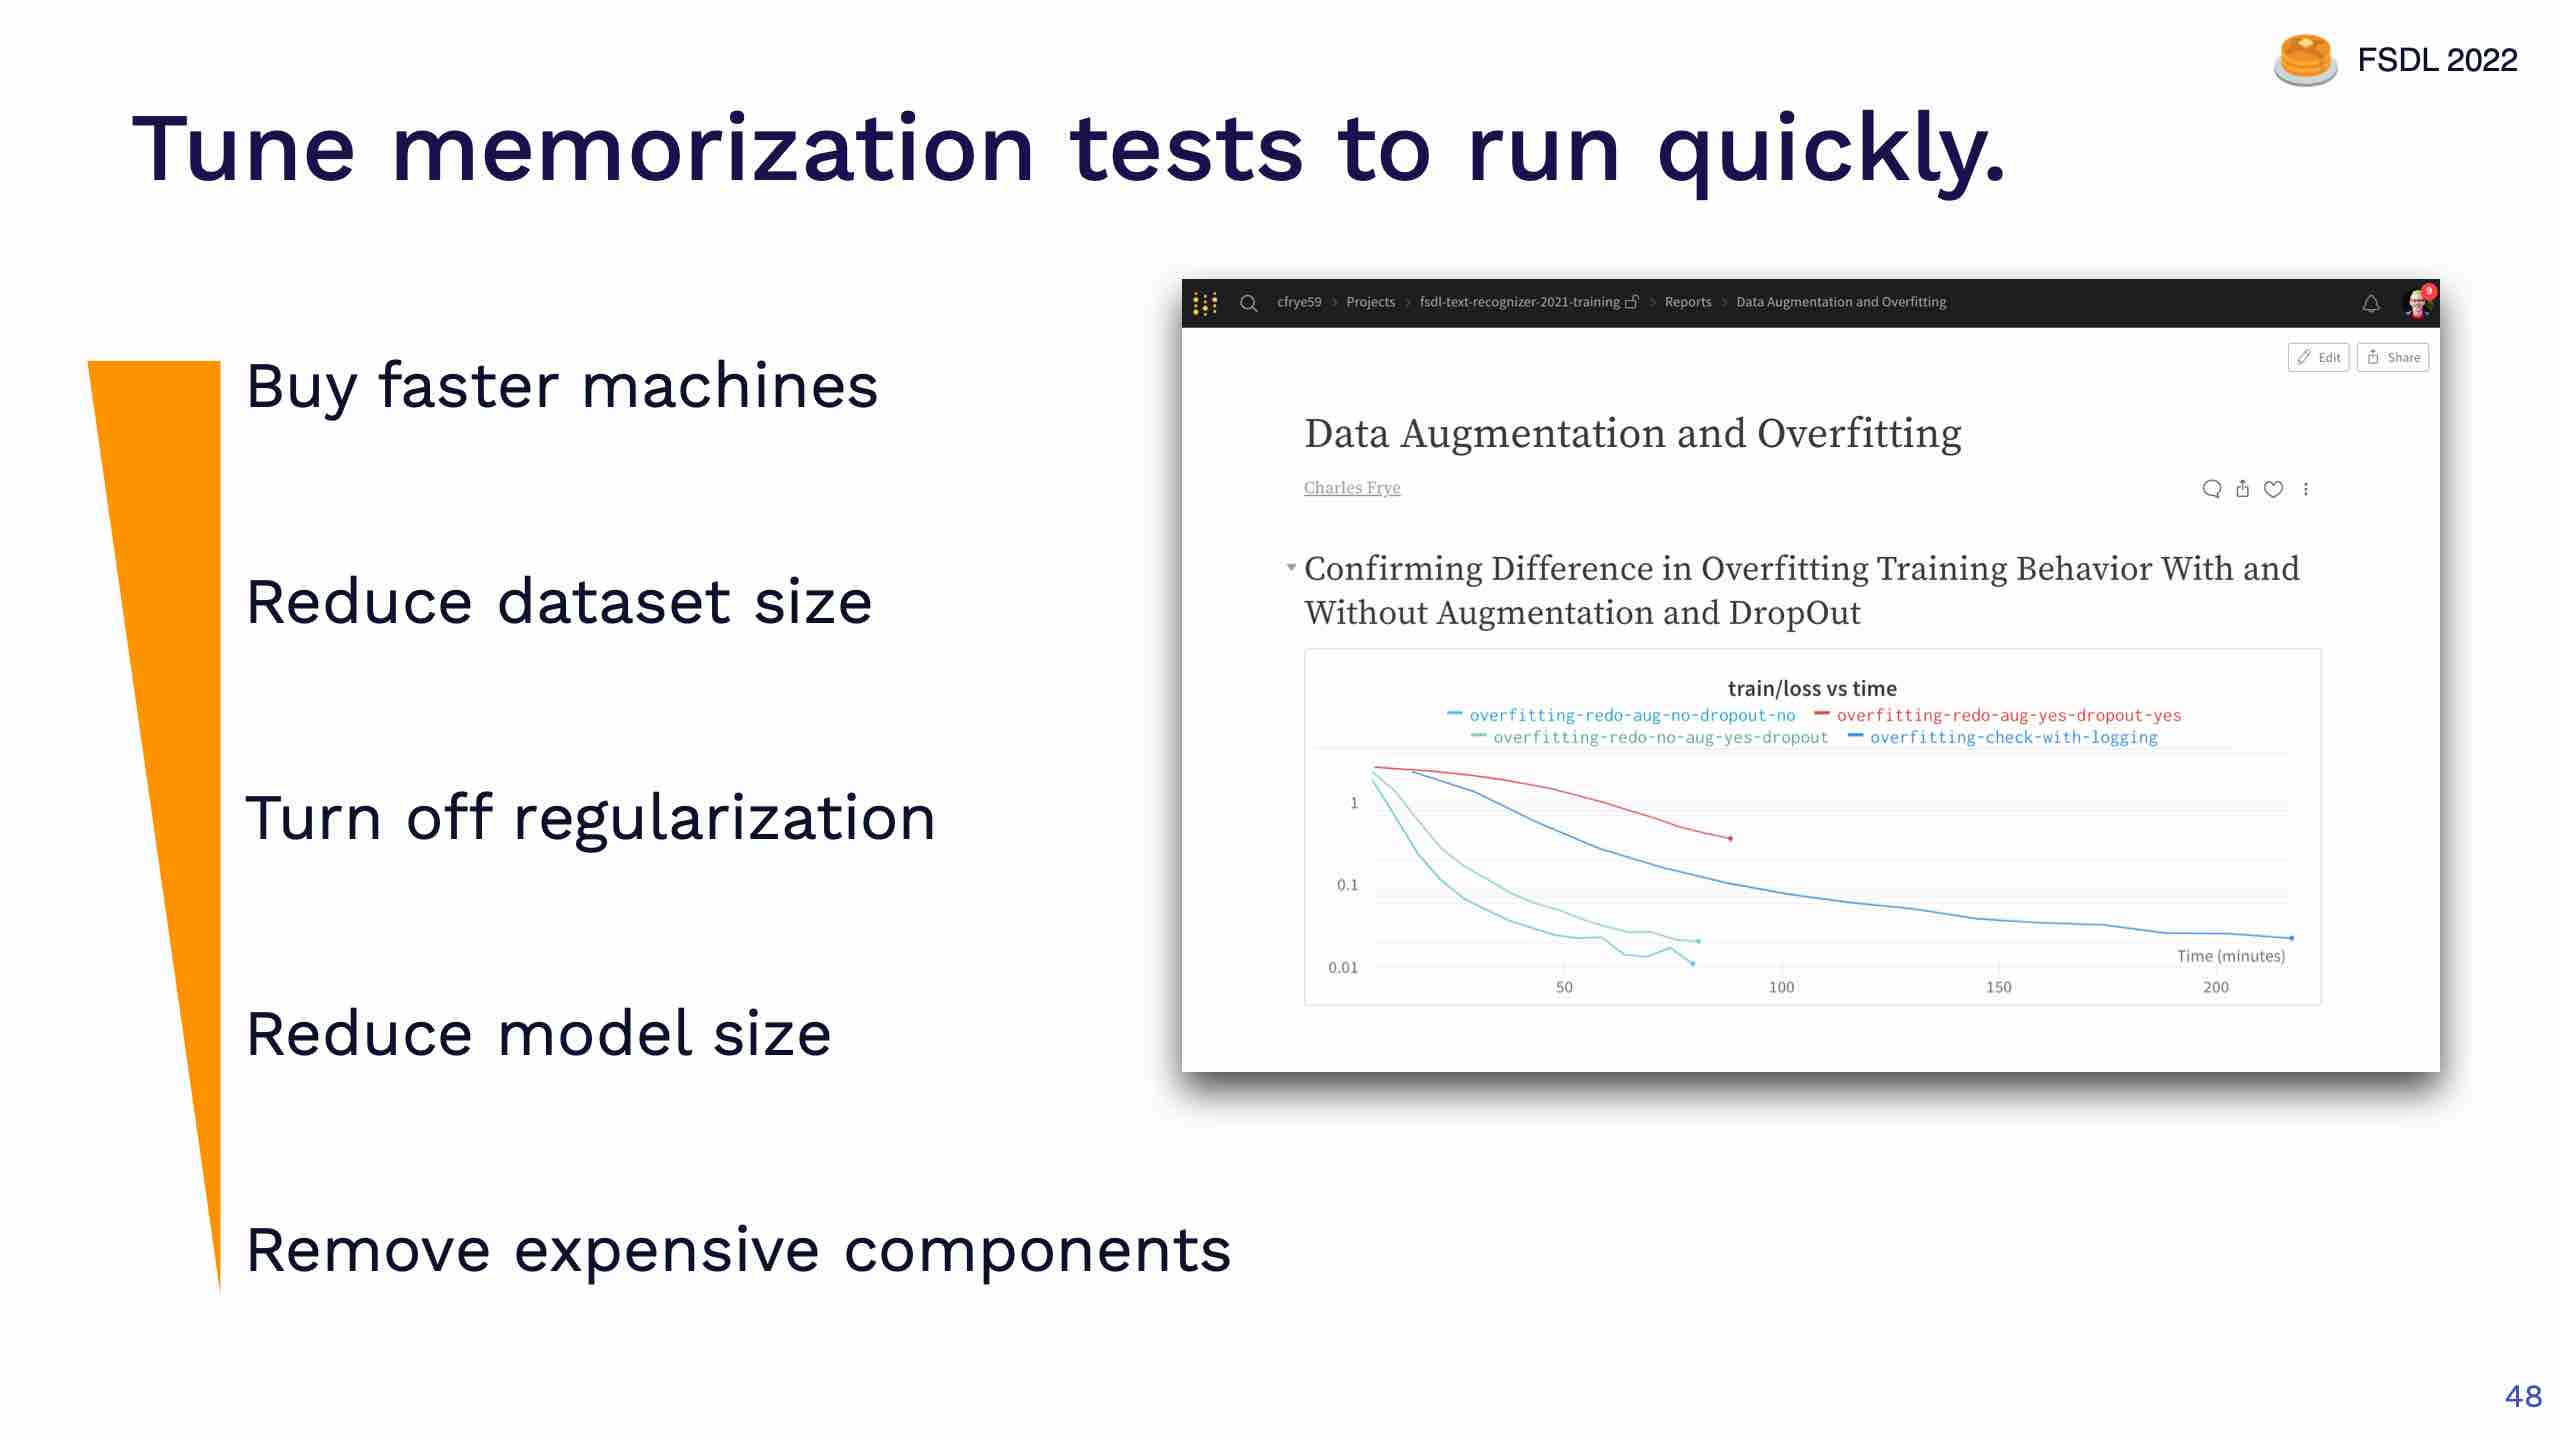 FSDL 2022
Tune memorization tests to run quickly.
Buy faster machines
Reduce dataset size
Turn off regularization
Reduce model size
Remove expensive components
cfrye59 > Projects > fsdl-text-recognizer-2021-training > Reports > Data Augmentation and Overfitting
9
Edit Share
Data Augmentation and Overfitting
Charles Frye
Confirming Difference in Overfitting Training Behavior With and
Without Augmentation and DropOut
train/loss vs time
overfitting-redo-aug-no-dropout-no overfitting-redo-aug-yes-dropout-yes
overfitting-redo-no-aug-yes-dropout overfitting-check-with-logging
1
0.1
0.01
Time (minutes)
50 100 150 200
48